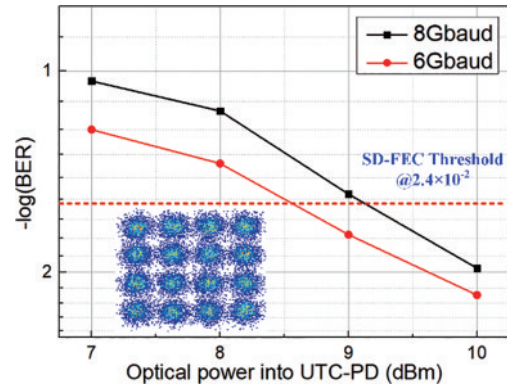 8Gbaud
6Gbaud
1
SD-FEC Threshold
@2.4×10⁻²
-log(BER)
2
7 8 9 10
Optical power into UTC-PD (dBm)